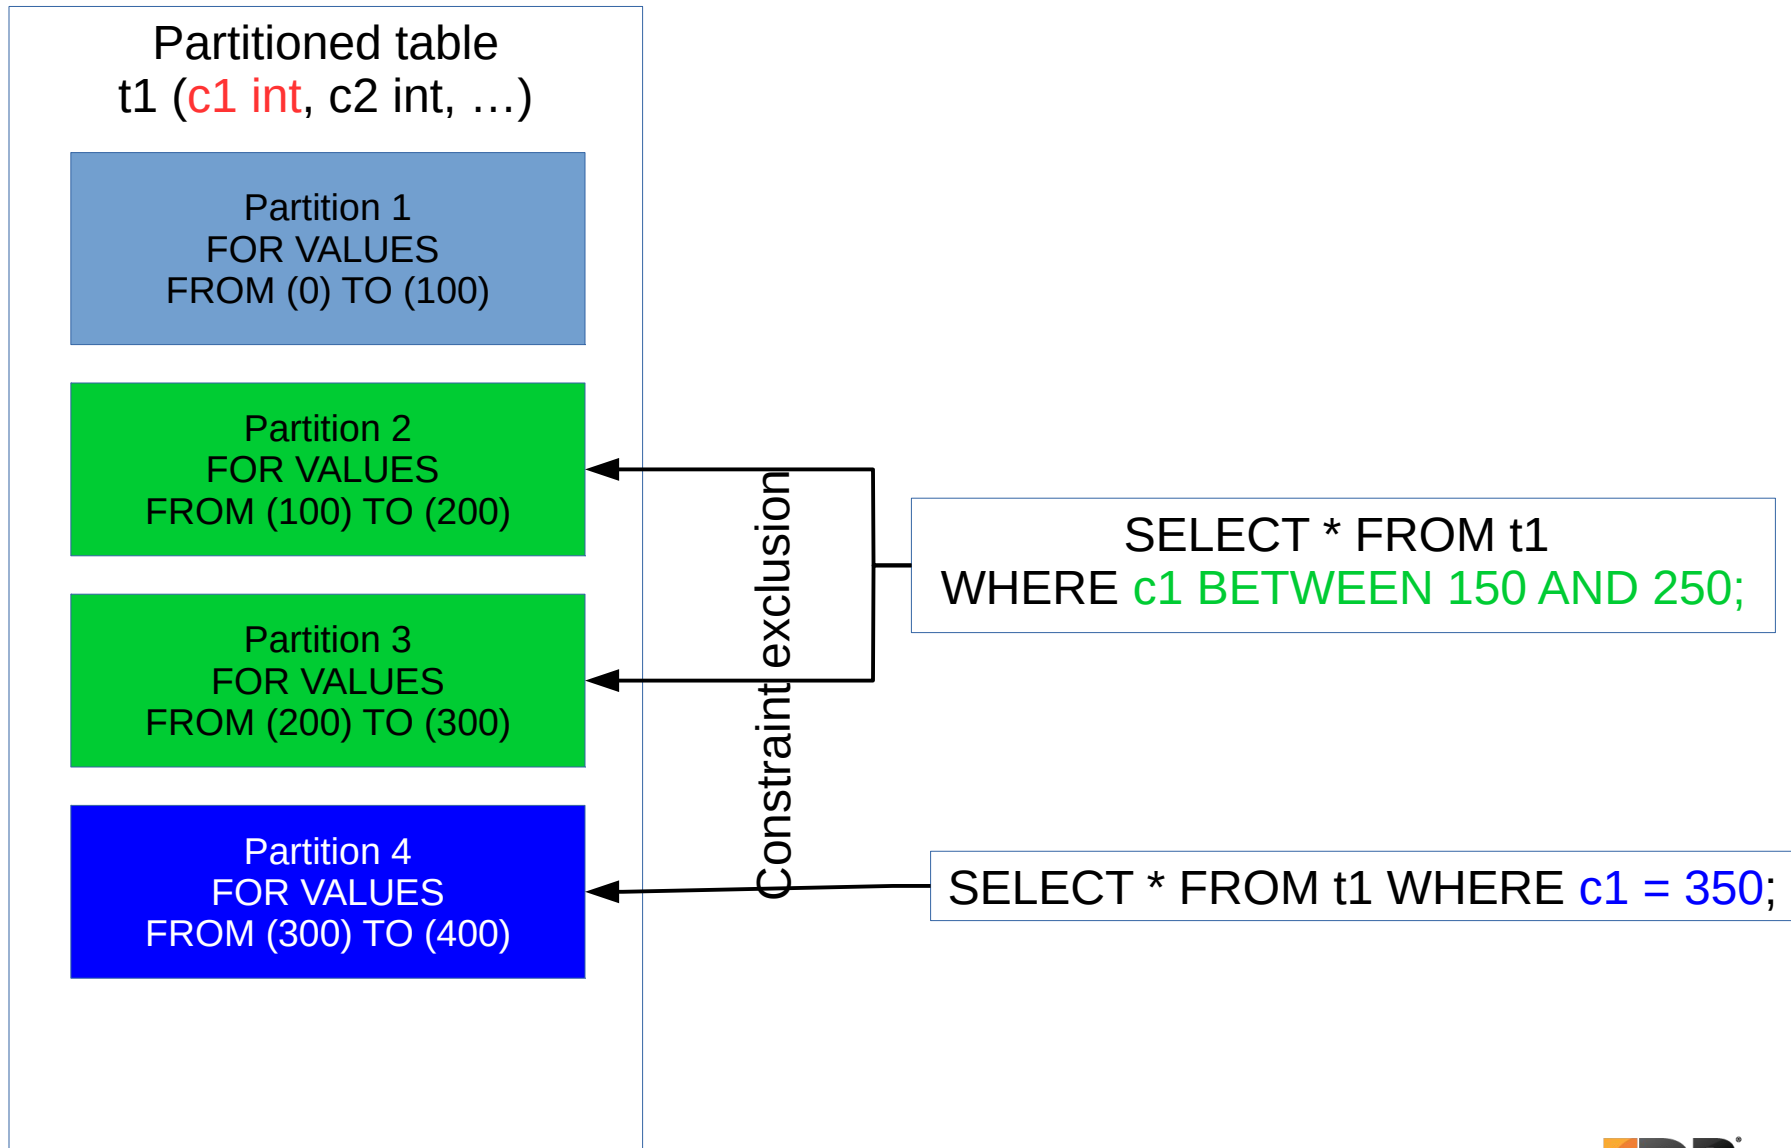 Partitioned table
t1 (c1 int, c2 int, …)
Partition 1
FOR VALUES
FROM (0) TO (100)
Partition 2
FOR VALUES
FROM (100) TO (200)
Partition 3
FOR VALUES
FROM (200) TO (300)
Partition 4
FOR VALUES
FROM (300) TO (400)
Constraint exclusion
SELECT * FROM t1
WHERE c1 BETWEEN 150 AND 250;
SELECT * FROM t1 WHERE c1 = 350;